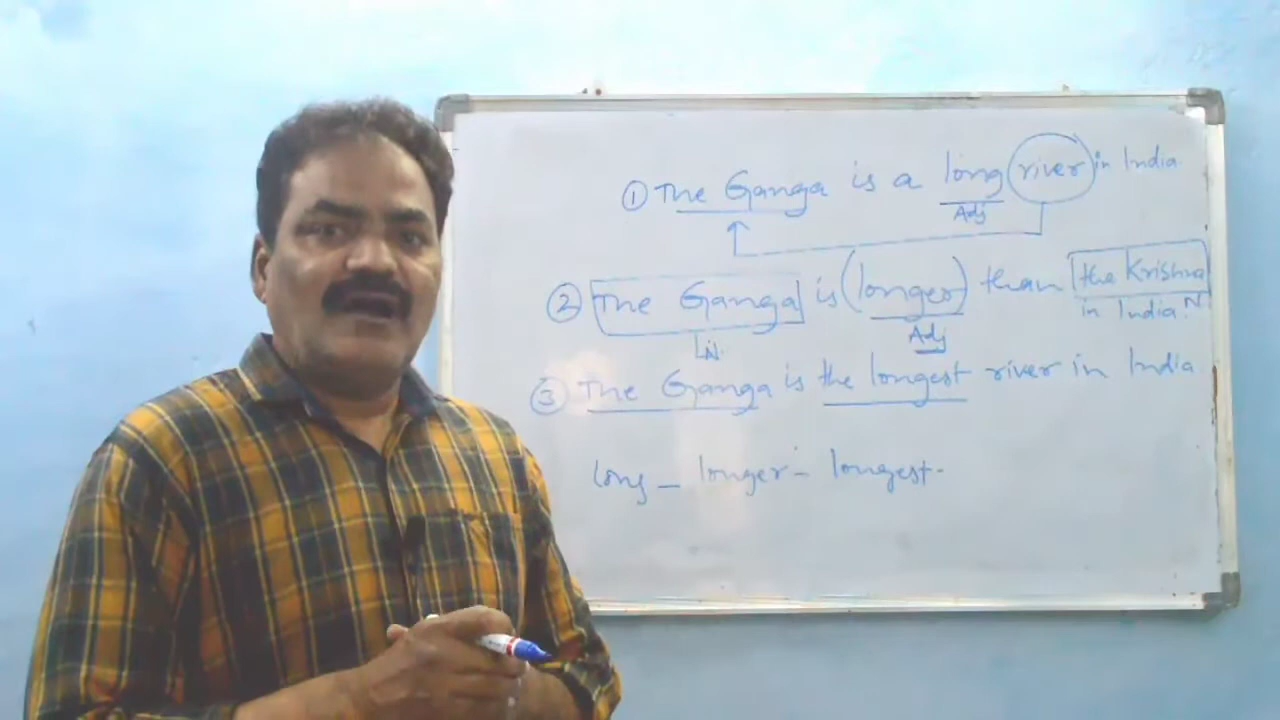 ① The Ganga is a long river in India
Adj
② The Ganga is (longer) than the Krishna
in India. N
N
Adj
③ The Ganga is the longest river in India
long - longer - longest.